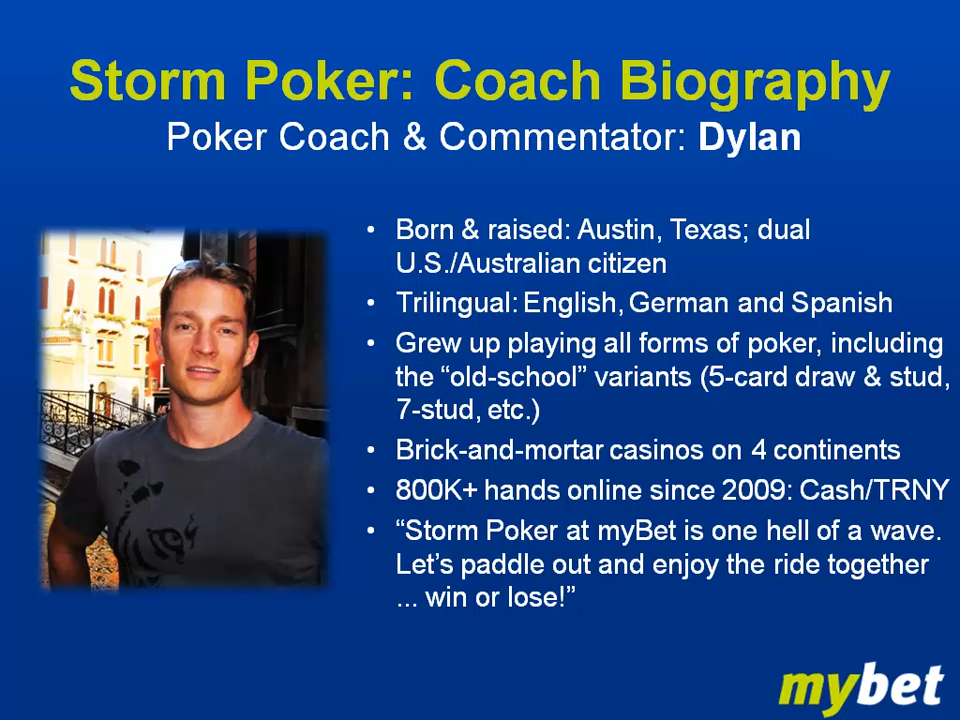 Storm Poker: Coach Biography
Poker Coach & Commentator: Dylan
• Born & raised: Austin, Texas; dual
U.S./Australian citizen
• Trilingual: English, German and Spanish
• Grew up playing all forms of poker, including
the “old-school” variants (5-card draw & stud,
7-stud, etc.)
• Brick-and-mortar casinos on 4 continents
• 800K+ hands online since 2009: Cash/TRNY
• “Storm Poker at myBet is one hell of a wave.
Let’s paddle out and enjoy the ride together
... win or lose!”
mybet